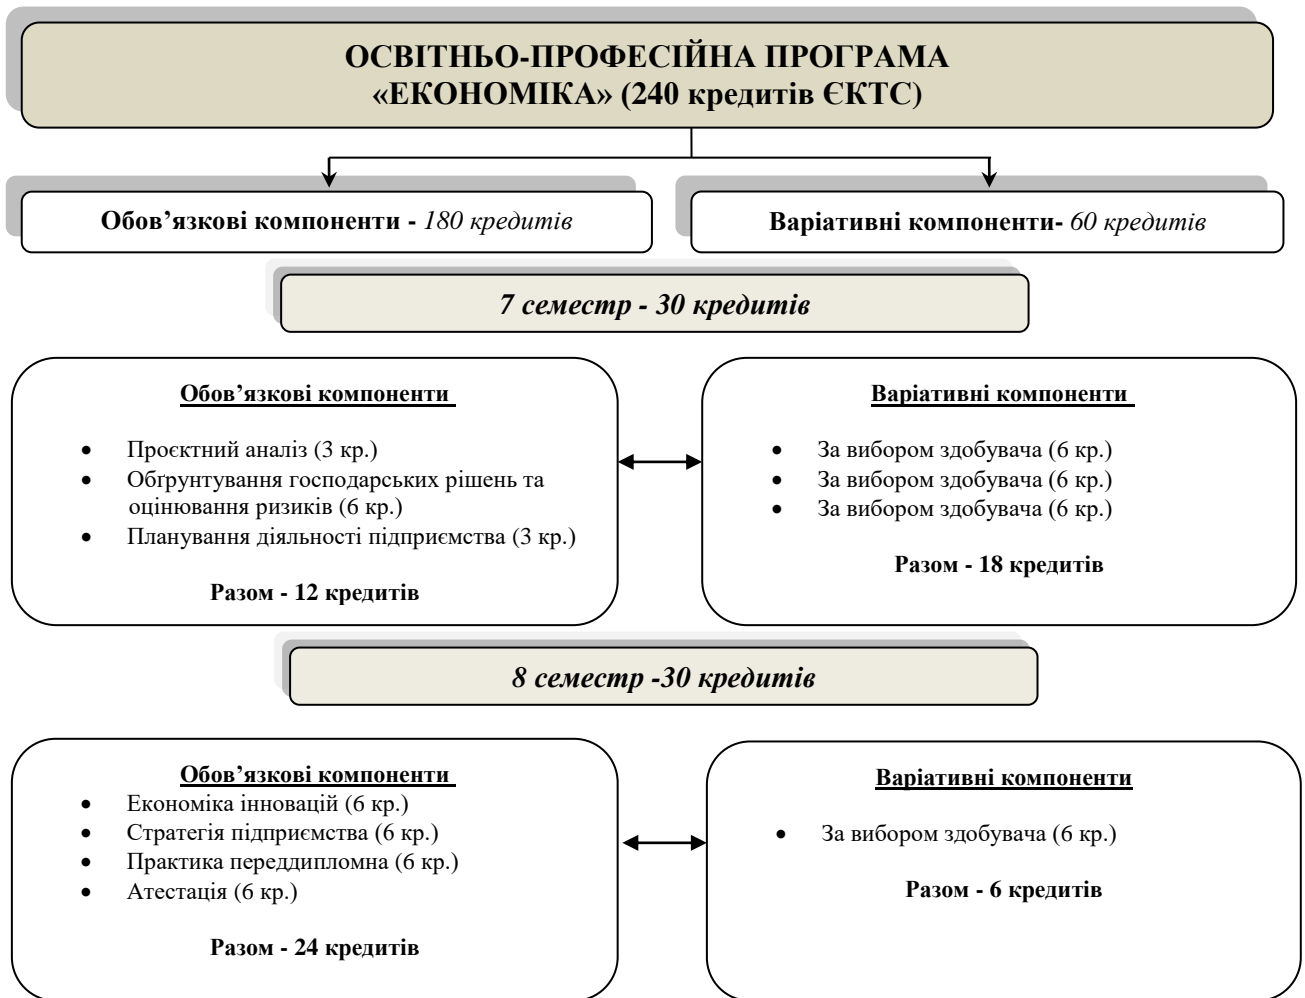 ОСВІТНЬО-ПРОФЕСІЙНА ПРОГРАМА
«ЕКОНОМІКА» (240 кредитів ЄКТС)
Обов’язкові компоненти - 180 кредитів
Варіативні компоненти- 60 кредитів
7 семестр - 30 кредитів
Обов’язкові компоненти
• Проєктний аналіз (3 кр.)
• Обґрунтування господарських рішень та
оцінювання ризиків (6 кр.)
• Планування діяльності підприємства (3 кр.)
Разом - 12 кредитів
Варіативні компоненти
• За вибором здобувача (6 кр.)
• За вибором здобувача (6 кр.)
• За вибором здобувача (6 кр.)
Разом - 18 кредитів
8 семестр -30 кредитів
Обов’язкові компоненти
• Економіка інновацій (6 кр.)
• Стратегія підприємства (6 кр.)
• Практика переддипломна (6 кр.)
• Атестація (6 кр.)
Разом - 24 кредитів
Варіативні компоненти
• За вибором здобувача (6 кр.)
Разом - 6 кредитів